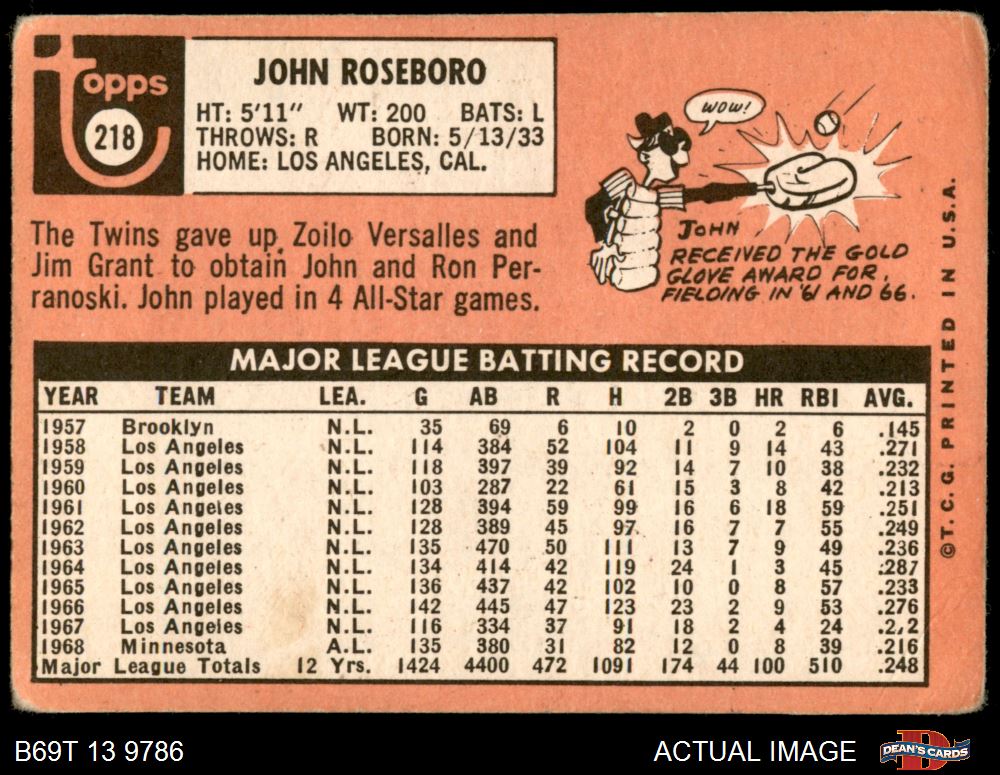 topps
218
JOHN ROSEBORO
HT: 5'11" WT: 200 BATS: L
THROWS: R BORN: 5/13/33
HOME: LOS ANGELES, CAL.
The Twins gave up Zoilo Versalles and
Jim Grant to obtain John and Ron Per-
ranoski. John played in 4 All-Star games.
WOW!
JOHN
RECEIVED THE GOLD
GLOVE AWARD FOR
FIELDING IN '61 AND 66.
MAJOR LEAGUE BATTING RECORD
YEAR TEAM LEA. G AB R H 2B 3B HR RBI AVG.
1957 Brooklyn N.L. 35 69 6 10 2 0 2 6 .145
1958 Los Angeles N.L. 114 384 52 104 11 9 14 43 .271
1959 Los Angeles N.L. 118 397 39 92 14 7 10 38 .232
1960 Los Angeles N.L. 103 287 22 61 15 3 8 42 .213
1961 Los Angeles N.L. 128 394 59 99 16 6 18 59 .251
1962 Los Angeles N.L. 128 389 45 97 16 7 7 55 .249
1963 Los Angeles N.L. 135 470 50 111 13 7 9 49 .236
1964 Los Angeles N.L. 134 414 42 119 24 1 3 45 .287
1965 Los Angeles N.L. 136 437 42 102 10 0 8 57 .233
1966 Los Angeles N.L. 142 445 47 123 23 2 9 53 .276
1967 Los Angeles N.L. 116 334 37 91 18 2 4 24
1968 Minnesota A.L. 135 380 31 82 12 0 8 39 .216
Major League Totals 12 Yrs. 1424 4400 472 1091 174 44 100 510 .248
©T.C.G. PRINTED IN U.S.A.
B69T 13 9786
ACTUAL IMAGE
DEAN'S CARDS